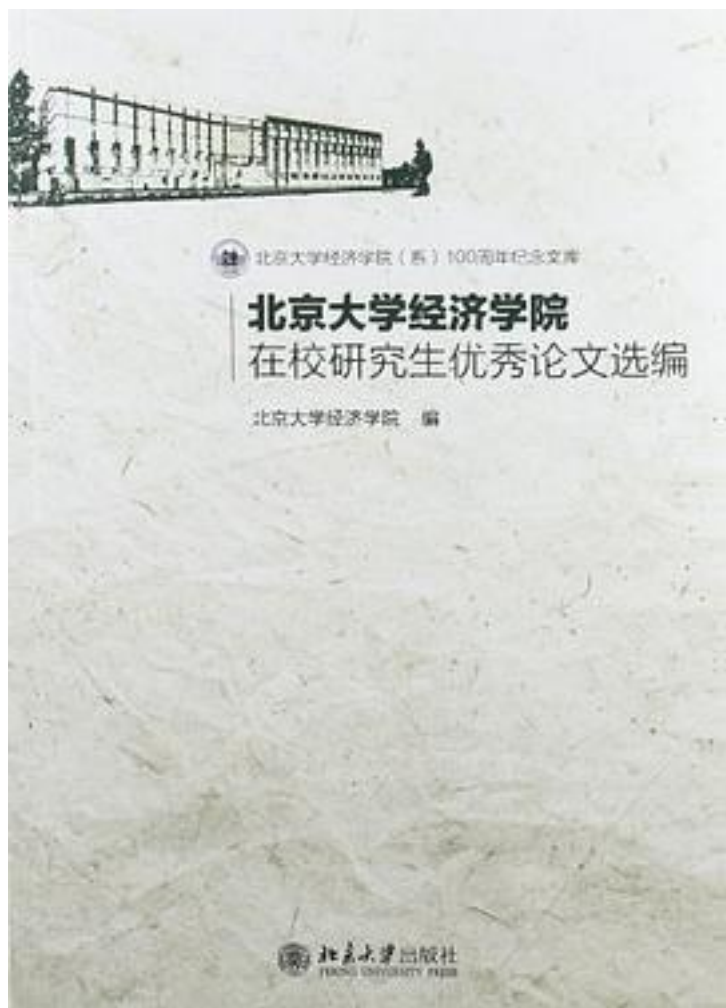 北京大学经济学院(系)100周年纪念文库
北京大学经济学院
在校研究生优秀论文选编
北京大学经济学院 编
北京大学出版社
PEKING UNIVERSITY PRESS